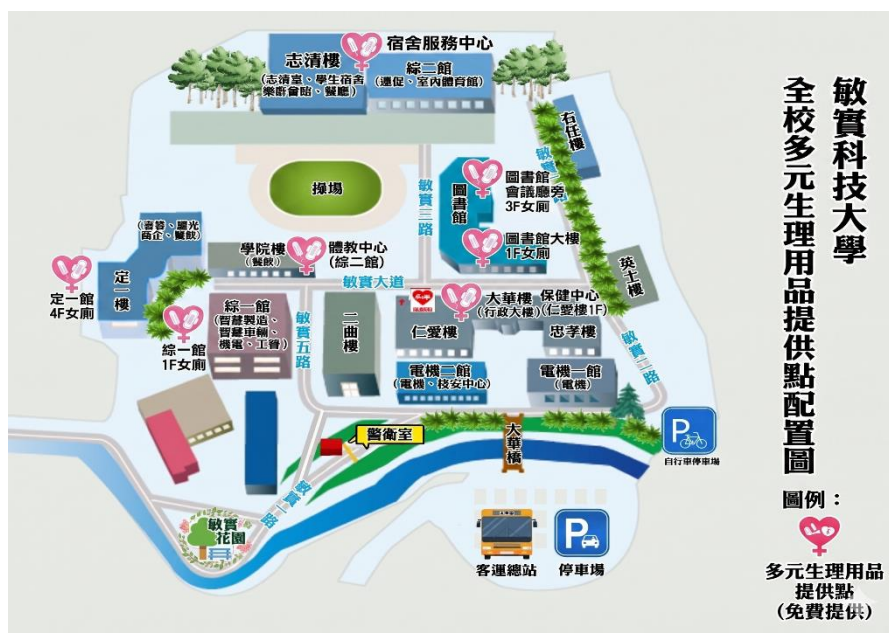 敏實科技大學
全校多元生理用品提供點配置圖
圖例：
多元生理用品
提供點
(免費提供)
宿舍服務中心
志清樓
(志清堂、學生宿舍
樂群會館、餐廳)
綜二館
(運促、室內體育館)
右任樓
操場
敏實三路
圖書館
圖書館
會議廳旁
3F女廁
圖書館大樓
1F女廁
敏實二路
英士樓
餐飲)
定一樓
定一館
4F女廁
學院樓
(餐飲)
體教中心
(綜二館)
敏實大道
綜一館
(智慧製造、
智慧車輛、
機電、工管)
綜一館
1F女廁
敏實五路
二曲樓
大華樓
(行政大樓)
保健中心
(仁愛樓1F)
仁愛樓
忠孝樓
電機二館
(電機、校安中心)
電機一館
(電機)
警衛室
大華橋
自行車停車場
敏實一路
敏實
花園
客運總站
停車場